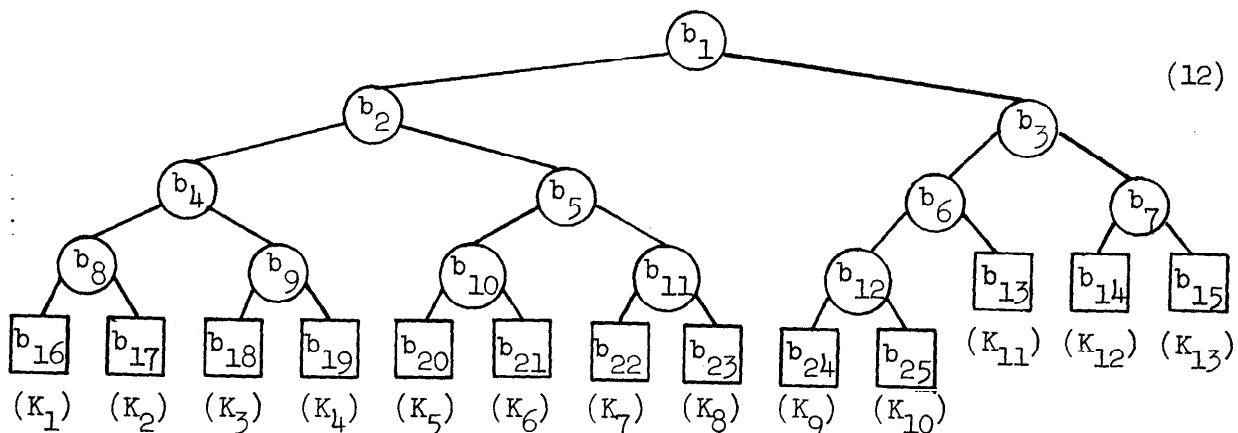 b₁
(12)
b₂
b₃
b₄
b₅
b₆
b₇
b₈
b₉
b₁₀
b₁₁
b₁₂
b₁₃
b₁₄
b₁₅
b₁₆
b₁₇
b₁₈
b₁₉
b₂₀
b₂₁
b₂₂
b₂₃
b₂₄
b₂₅
(K₁₁)
(K₁₂)
(K₁₃)
(K₁)
(K₂)
(K₃)
(K₄)
(K₅)
(K₆)
(K₇)
(K₈)
(K₉)
(K₁₀)